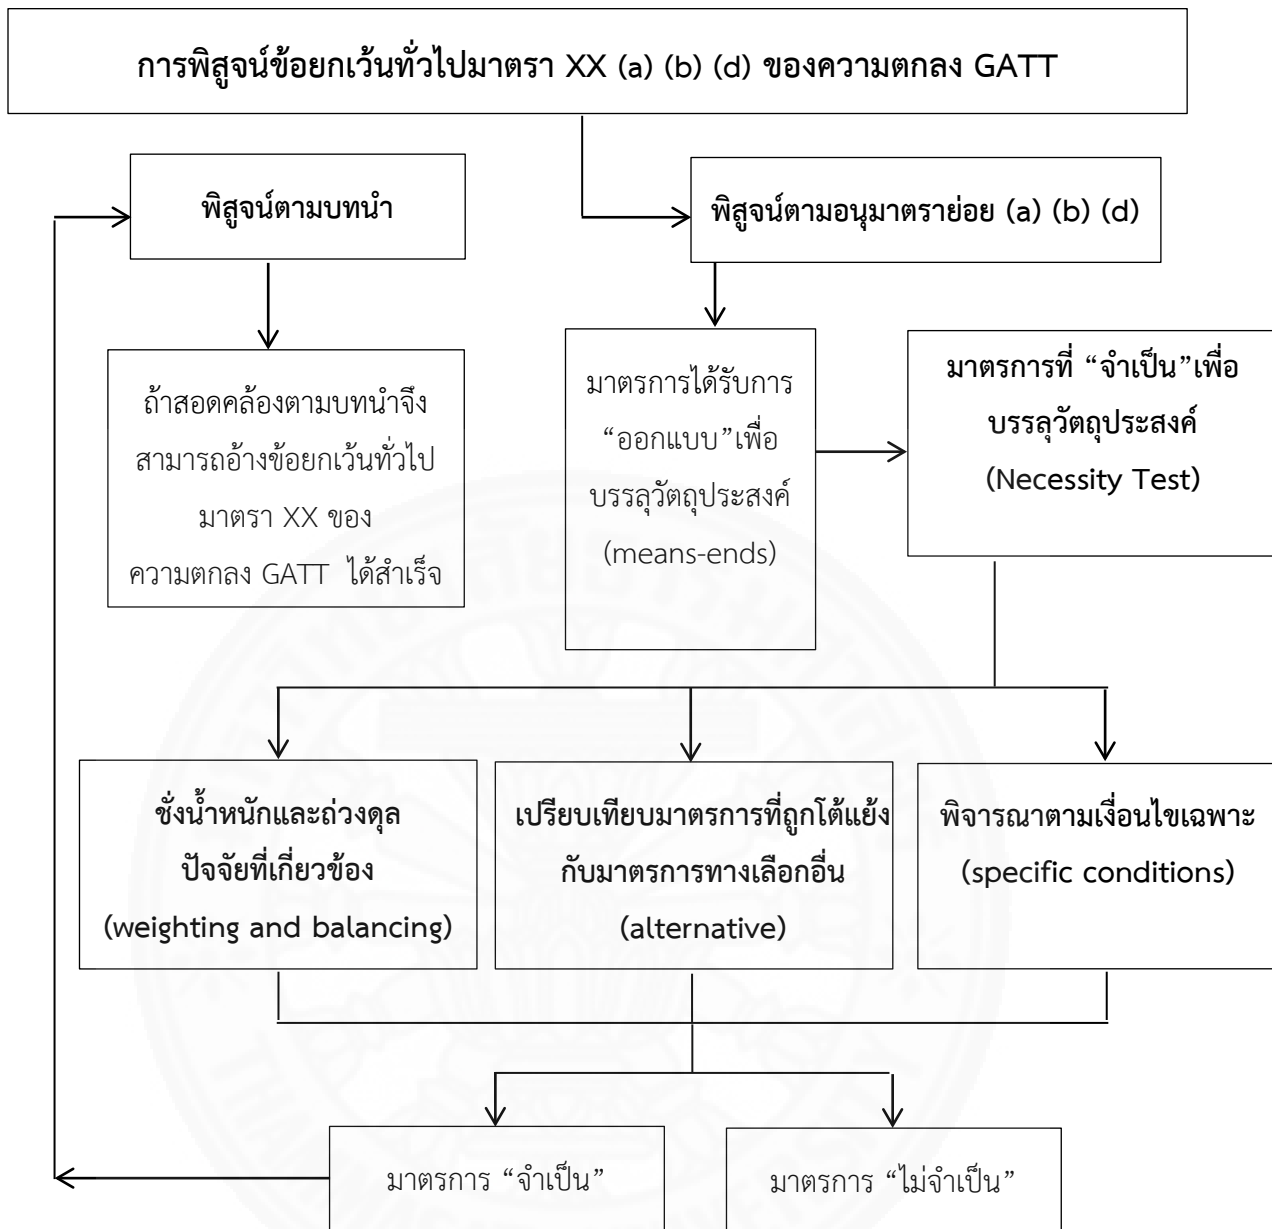 การพิสูจน์ข้อยกเว้นทั่วไปมาตรา XX (a) (b) (d) ของความตกลง GATT
พิสูจน์ตามบทนำ
พิสูจน์ตามอนุมาตราย่อย (a) (b) (d)
ถ้าสอดคล้องตามบทนำจึง
สามารถอ้างข้อยกเว้นทั่วไป
มาตรา XX ของ
ความตกลง GATT ได้สำเร็จ
มาตรการได้รับการ
“ออกแบบ”เพื่อ
บรรลุวัตถุประสงค์
(means-ends)
มาตรการที่ “จำเป็น”เพื่อ
บรรลุวัตถุประสงค์
(Necessity Test)
ชั่งน้ำหนักและถ่วงดุล
ปัจจัยที่เกี่ยวข้อง
(weighting and balancing)
เปรียบเทียบมาตรการที่ถูกโต้แย้ง
กับมาตรการทางเลือกอื่น
(alternative)
พิจารณาตามเงื่อนไขเฉพาะ
(specific conditions)
มาตรการ “จำเป็น”
มาตรการ “ไม่จำเป็น”